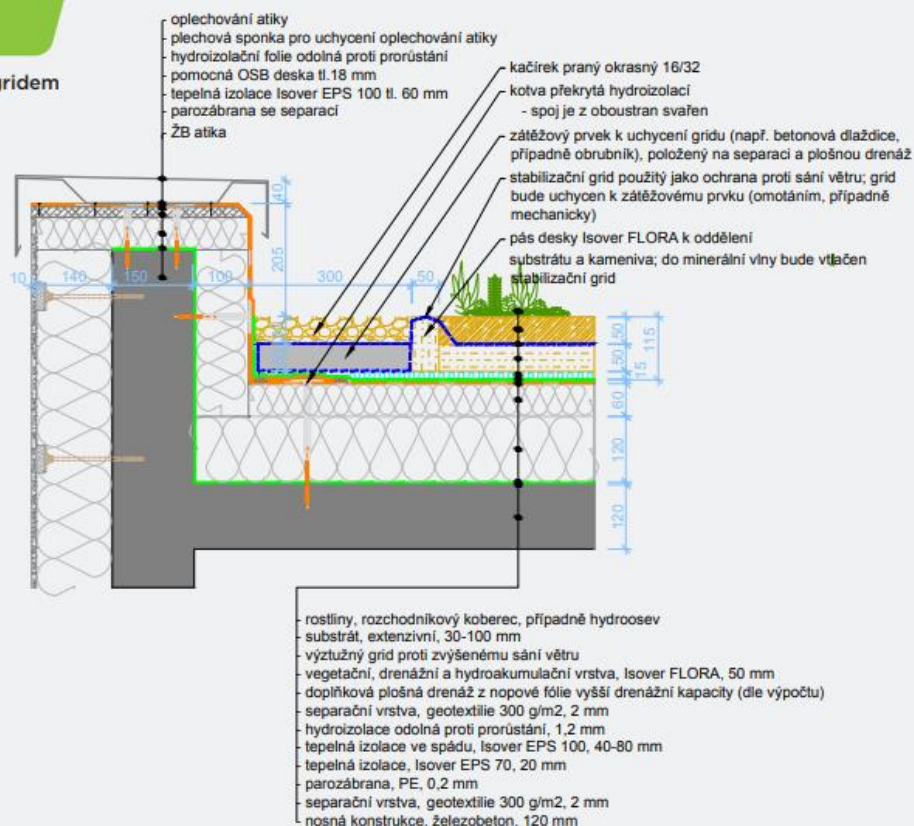 gridem
oplechování atiky
plechová sponka pro uchycení oplechování atiky
hydroizolační folie odolná proti prorůstání
pomocná OSB deska tl.18 mm
tepelná izolace Isover EPS 100 tl. 60 mm
parozábrana se separací
ŽB atika
kačírek praný okrasný 16/32
kotva překrytá hydroizolací
- spoj je z oboustran svařen
zátěžový prvek k uchycení gridu (např. betonová dlaždice,
případně obrubník), položený na separaci a plošnou drenáž
stabilizační grid použitý jako ochrana proti sání větru; grid
bude uchycen k zátěžovému prvku (omotáním, případně
mechanicky)
pás desky Isover FLORA k oddělení
substrátu a kameniva; do minerální vlny bude vtlačen
stabilizační grid
40
205
10 140 150 100 300 50
50
50
115
15
60
120
120
rostliny, rozchodníkový koberec, případně hydroosev
substrát, extenzivní, 30-100 mm
výztužný grid proti zvýšenému sání větru
vegetační, drenážní a hydroakumulační vrstva, Isover FLORA, 50 mm
doplňková plošná drenáž z nopové fólie vyšší drenážní kapacity (dle výpočtu)
separační vrstva, geotextilie 300 g/m2, 2 mm
hydroizolace odolná proti prorůstání, 1,2 mm
tepelná izolace ve spádu, Isover EPS 100, 40-80 mm
tepelná izolace, Isover EPS 70, 20 mm
parozábrana, PE, 0,2 mm
separační vrstva, geotextilie 300 g/m2, 2 mm
nosná konstrukce, železobeton, 120 mm